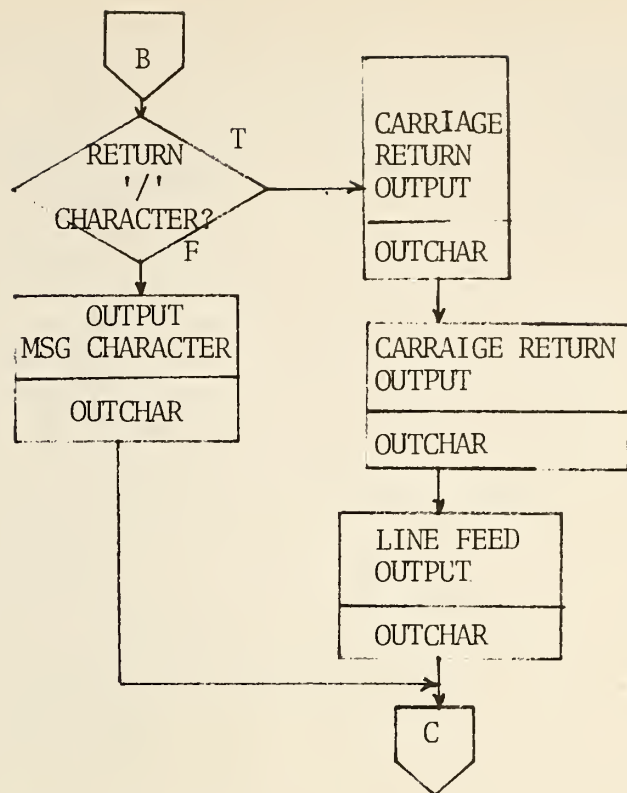 B
RETURN
'/'
CHARACTER?
T
F
OUTPUT
MSG CHARACTER
OUTCHAR
CARRIAGE
RETURN
OUTPUT
OUTCHAR
CARRAIGE RETURN
OUTPUT
OUTCHAR
LINE FEED
OUTPUT
OUTCHAR
C